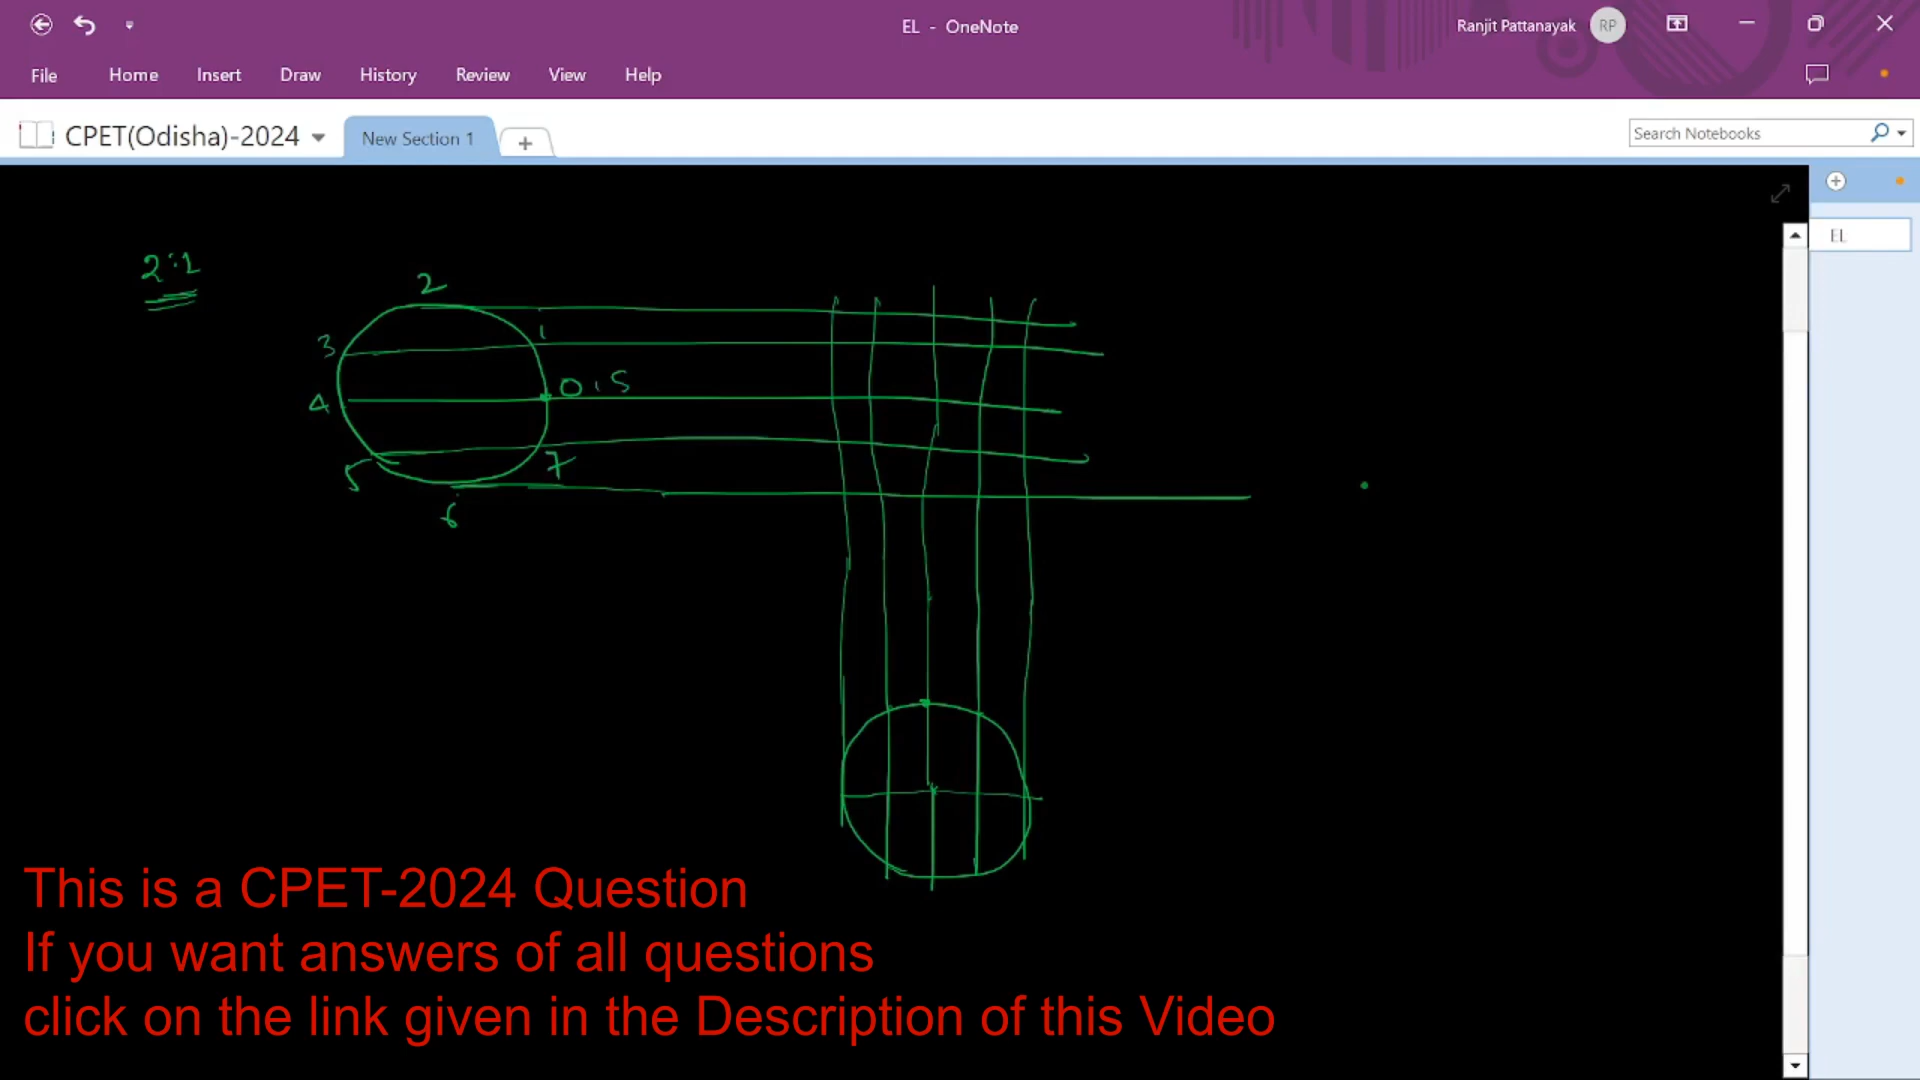 EL - OneNote
Ranjit Pattanayak RP
File Home Insert Draw History Review View Help
CPET(Odisha)-2024 New Section 1 +
Search Notebooks
EL
2:1
2
1
3
0,5
4
5
7
6
This is a CPET-2024 Question
If you want answers of all questions
click on the link given in the Description of this Video